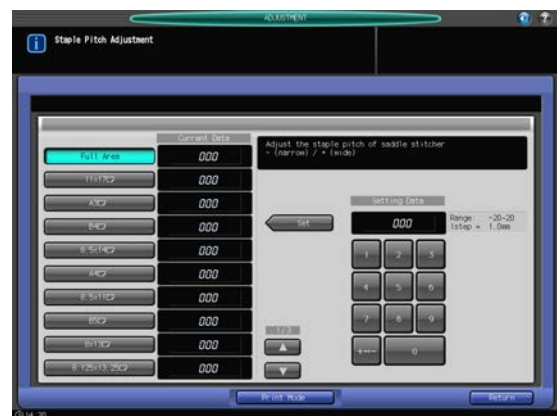 ADJUSTMENT
Staple Pitch Adjustment
Current Data
Full Area 000
11x17 000
A3 000
B4 000
8.5x14 000
A4 000
8.5x11 000
B5 000
8x13 000
8.125x13.25 000
Adjust the staple pitch of saddle stitcher
- (narrow) / + (wide)
Setting Data
Set
000
Range -20~20
1step = 1.0mm
1 2 3
4 5 6
7 8 9
0
1/3
Print Mode
Return
14:30